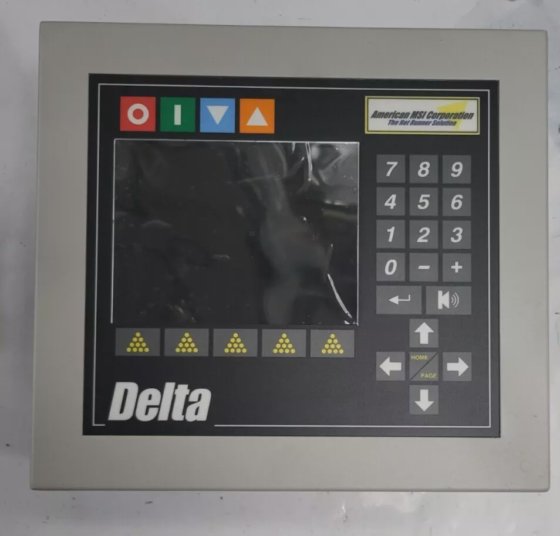 American MSI Corporation
The Hot Runner Solution
7 8 9
4 5 6
1 2 3
0 - +
HOME
PAGE
Delta